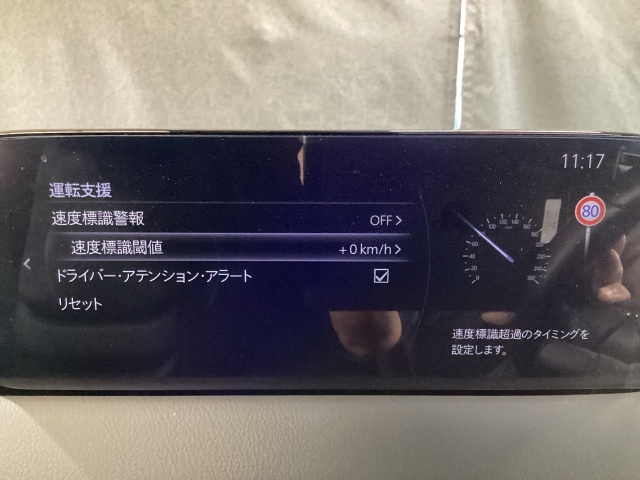 11:17
運転支援
速度標識警報 OFF >
速度標識閾値 +0 km/h >
ドライバー・アテンション・アラート
リセット
80
速度標識超過のタイミングを
設定します。